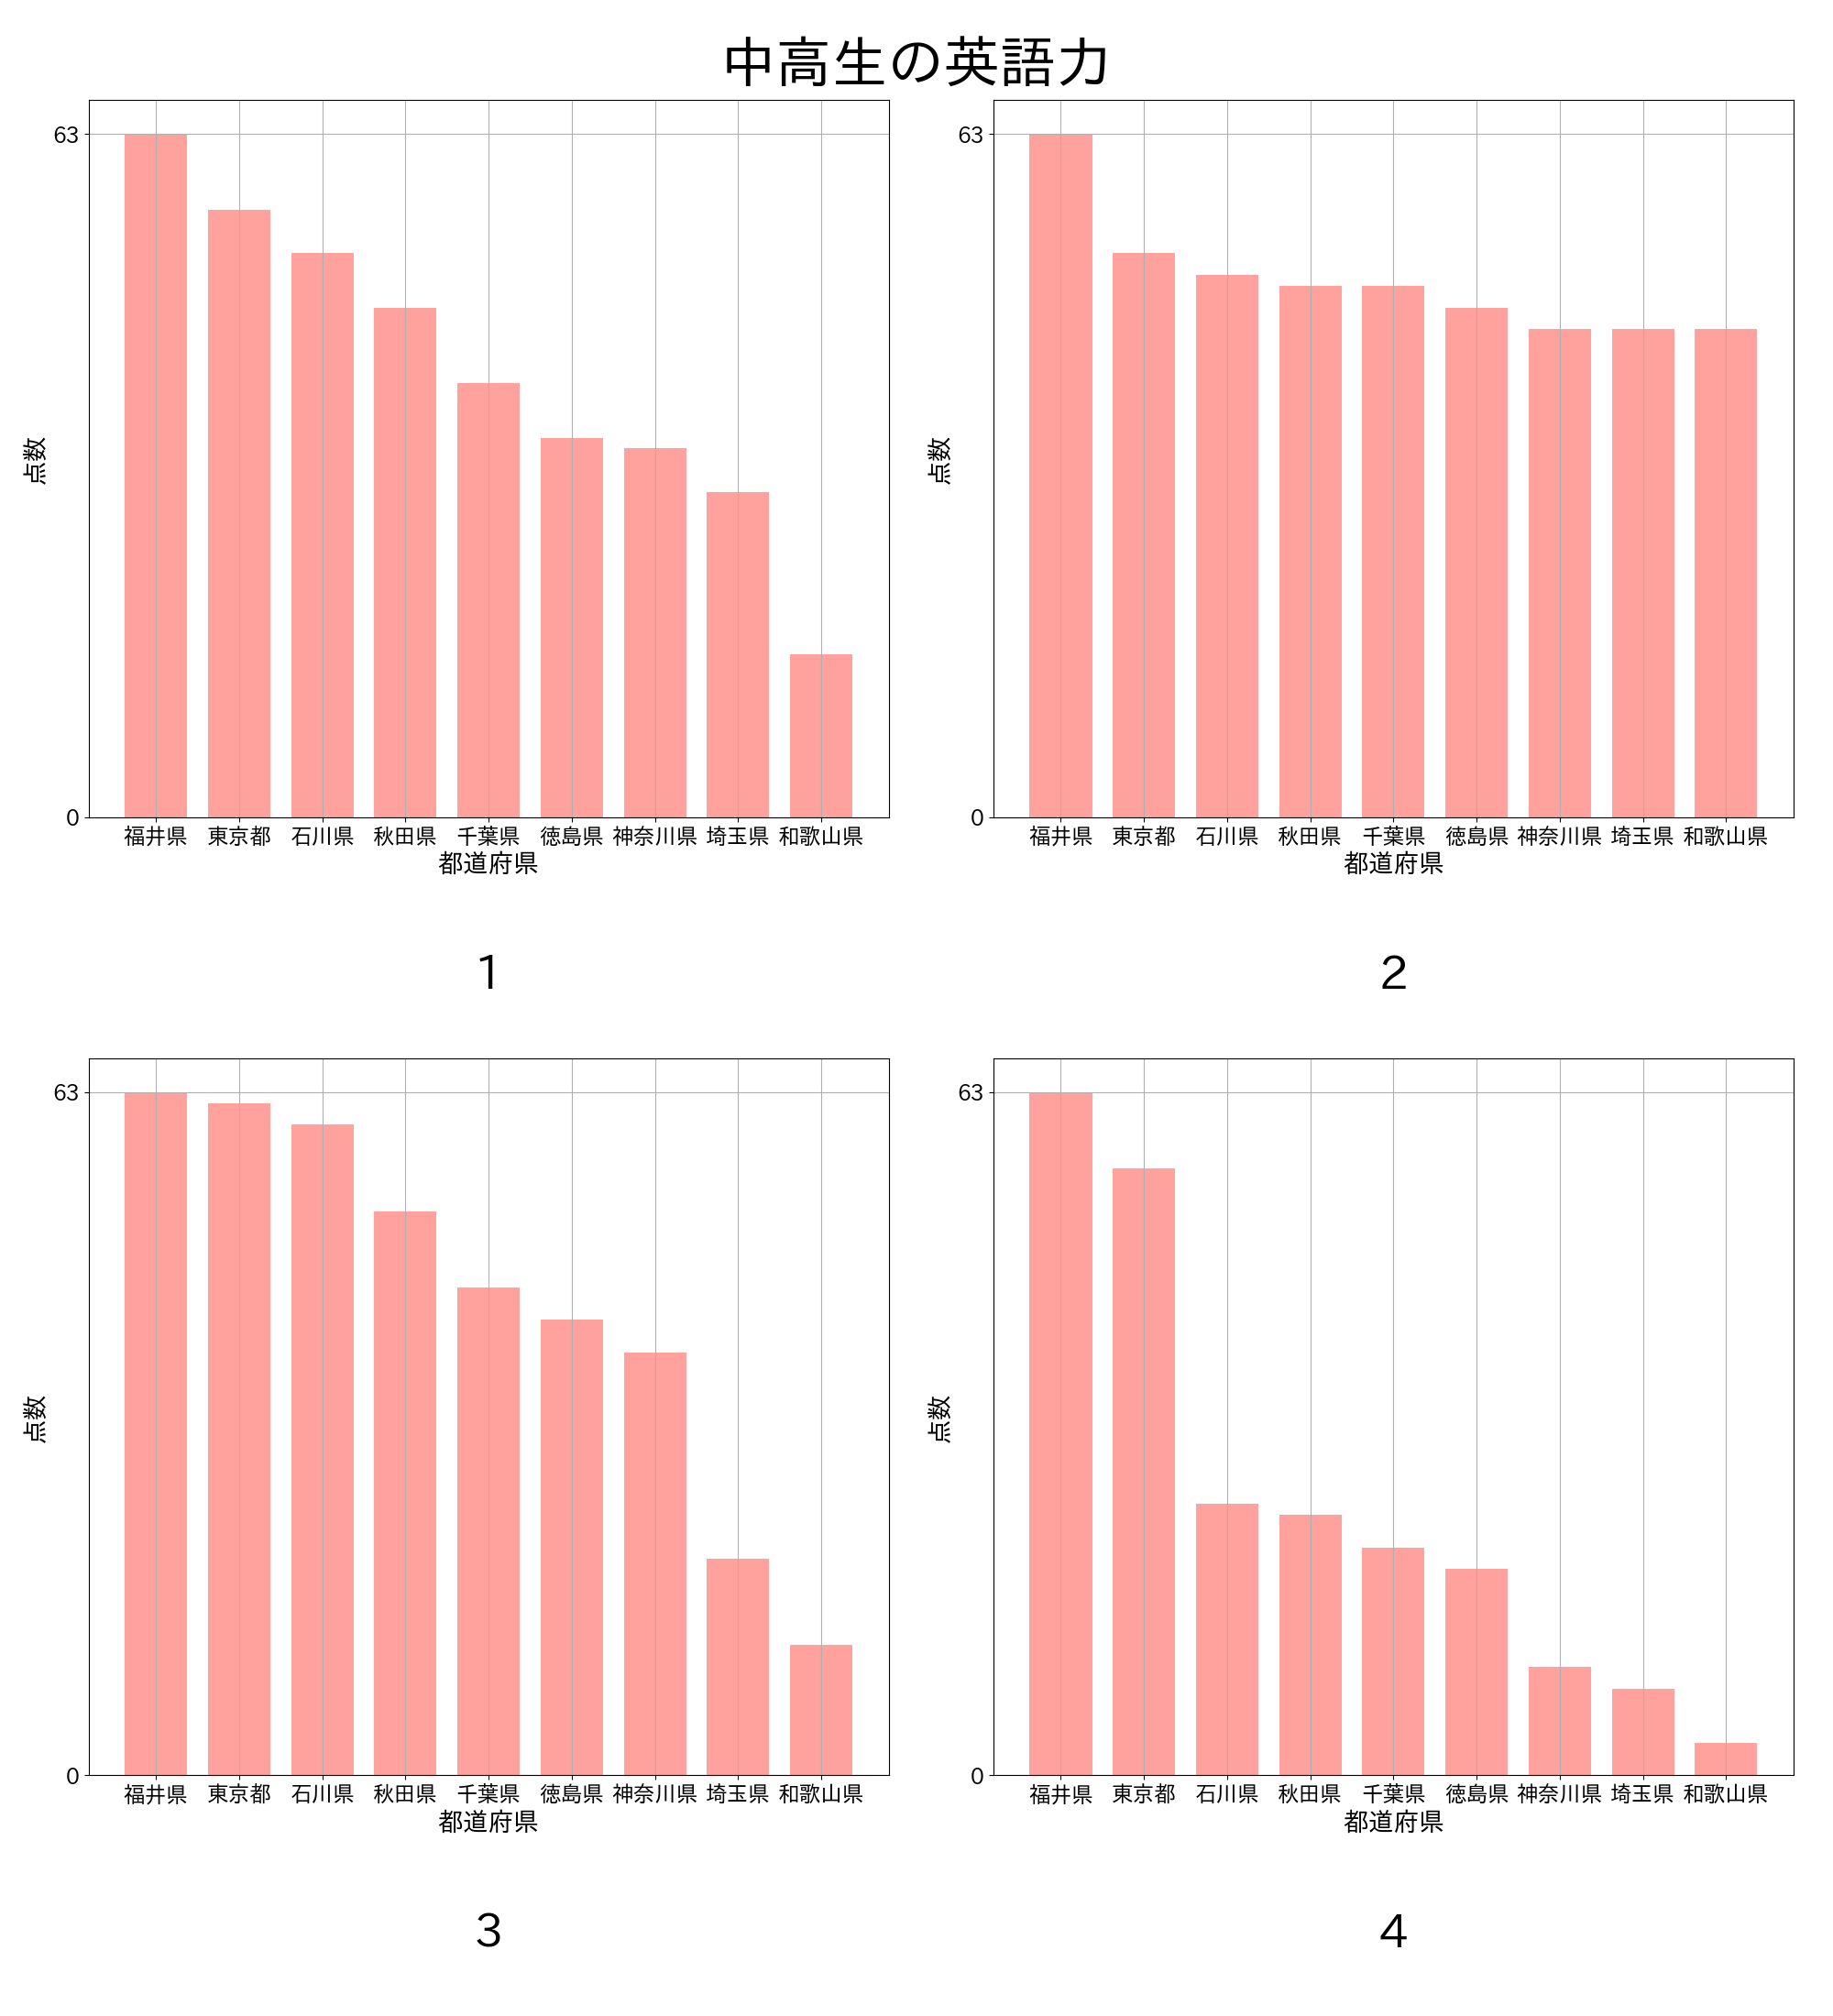 中高生の英語力
63
0
点数
福井県 東京都 石川県 秋田県 千葉県 徳島県 神奈川県 埼玉県 和歌山県
都道府県
1
63
0
点数
福井県 東京都 石川県 秋田県 千葉県 徳島県 神奈川県 埼玉県 和歌山県
都道府県
2
63
0
点数
福井県 東京都 石川県 秋田県 千葉県 徳島県 神奈川県 埼玉県 和歌山県
都道府県
3
63
0
点数
福井県 東京都 石川県 秋田県 千葉県 徳島県 神奈川県 埼玉県 和歌山県
都道府県
4